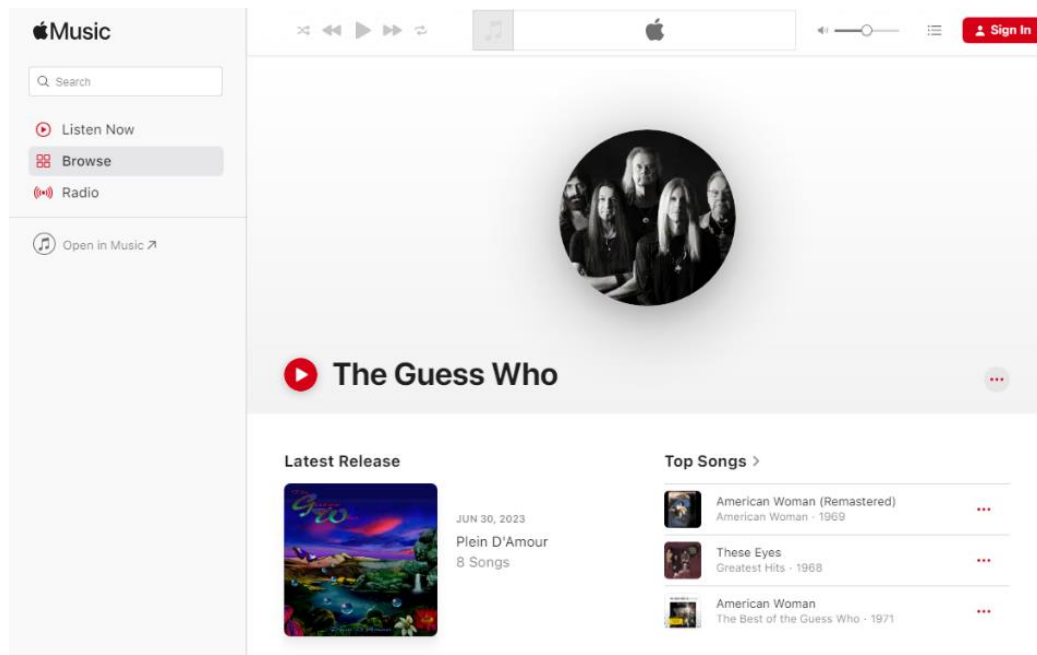 Music
Sign In
Search
Listen Now
Browse
Radio
Open in Music
The Guess Who
Latest Release
JUN 30, 2023
Plein D'Amour
8 Songs
Top Songs
American Woman (Remastered)
American Woman · 1969
These Eyes
Greatest Hits · 1968
American Woman
The Best of the Guess Who · 1971